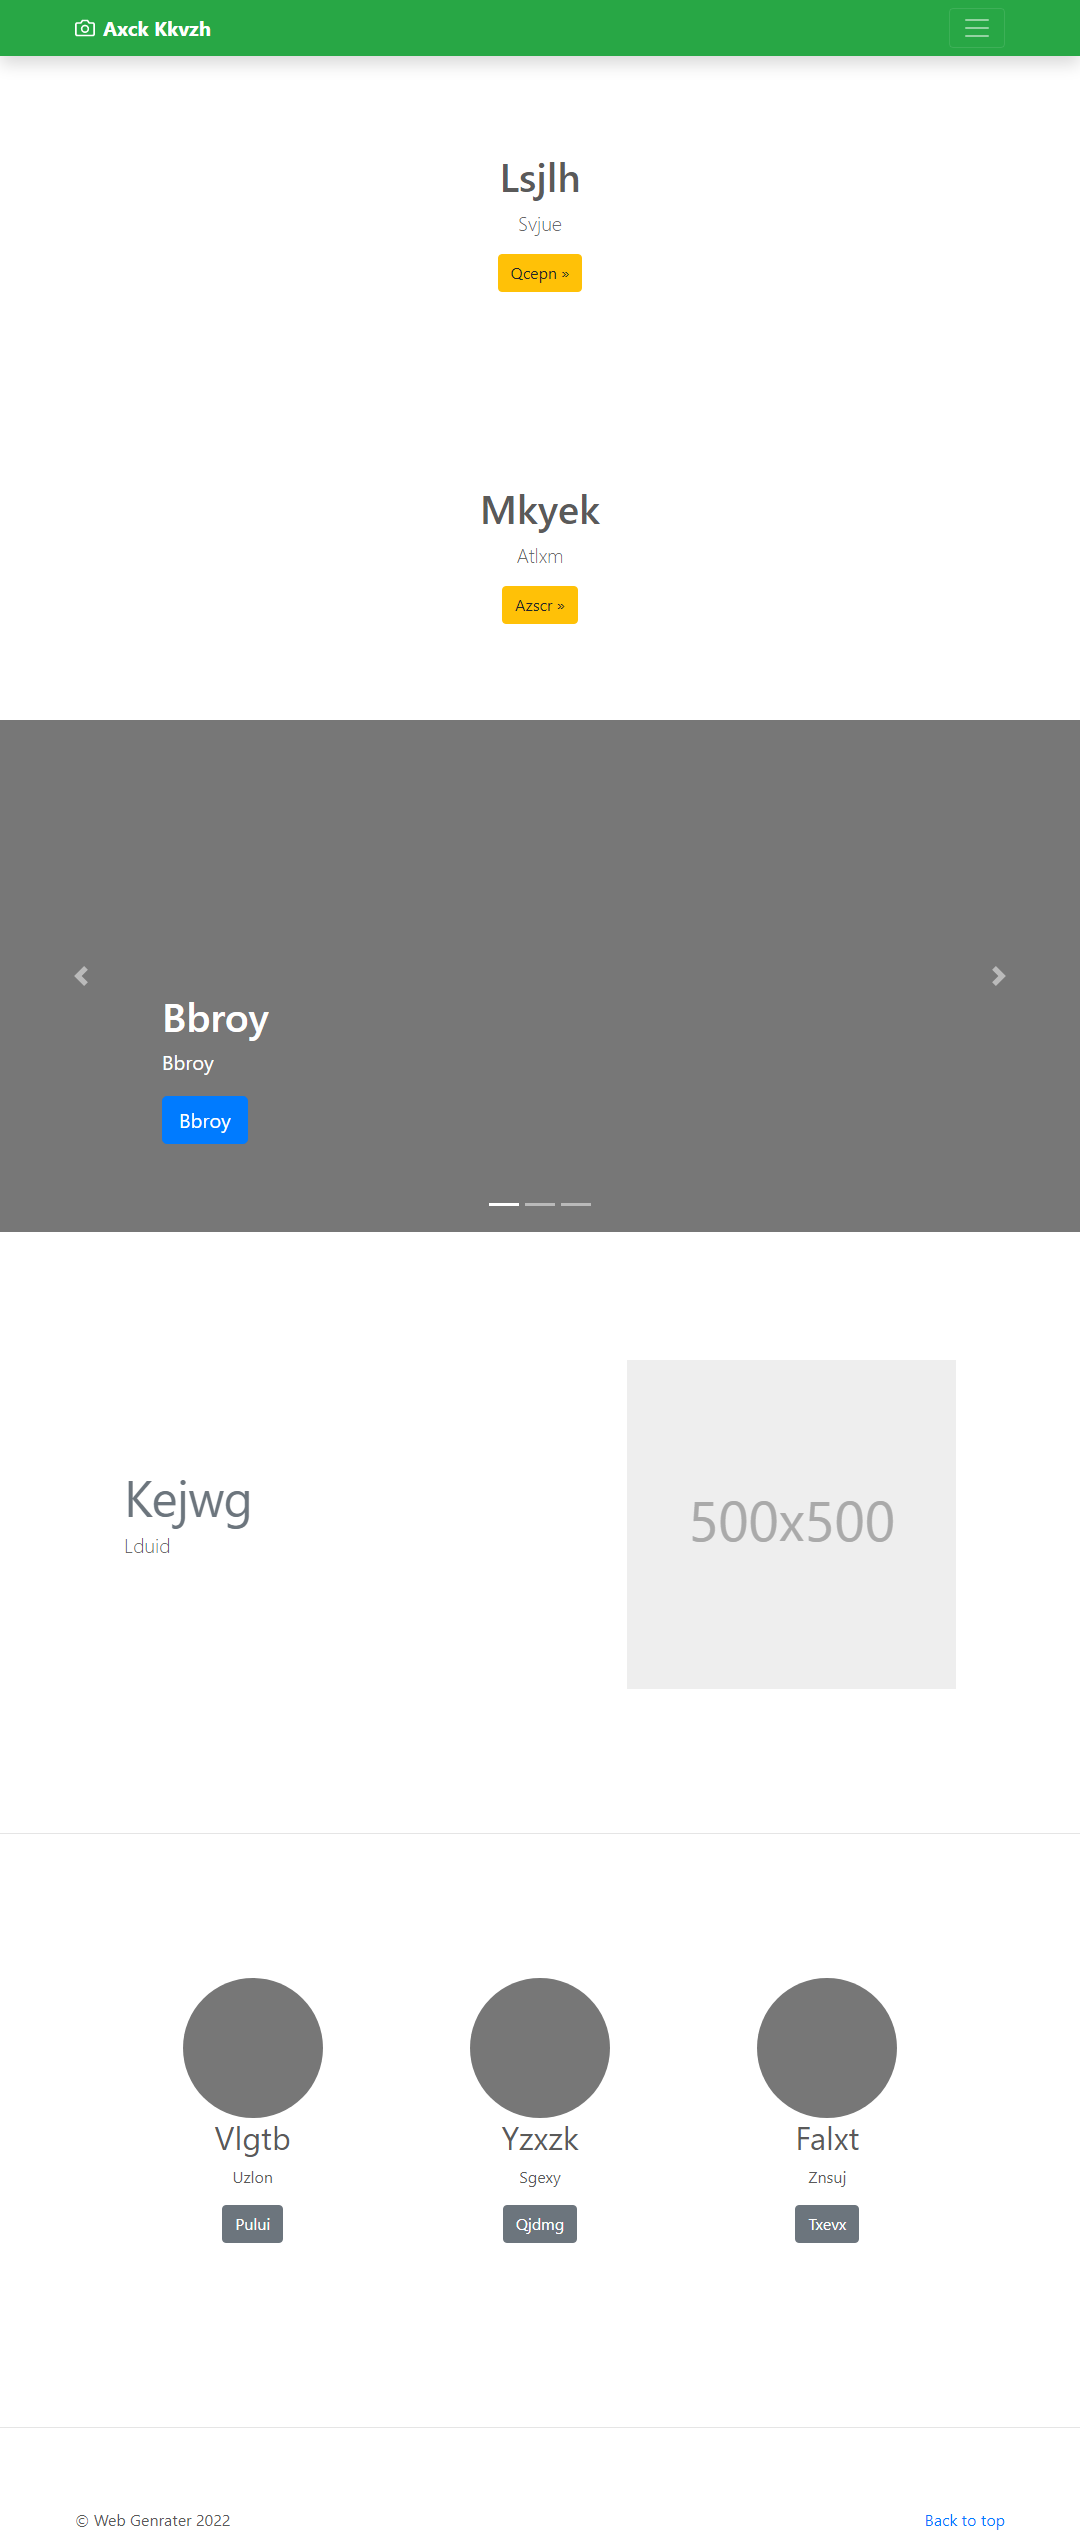 Axck Kkvzh
Lsjlh
Svjue
Qcepn »
Mkyek
Atlxm
Azscr »
Bbroy
Bbroy
Bbroy
Kejwg
Lduid
500x500
Vlgtb
Uzlon
Pului
Yzxzk
Sgexy
Qjdmg
Falxt
Znsuj
Txevx
© Web Genrater 2022
Back to top